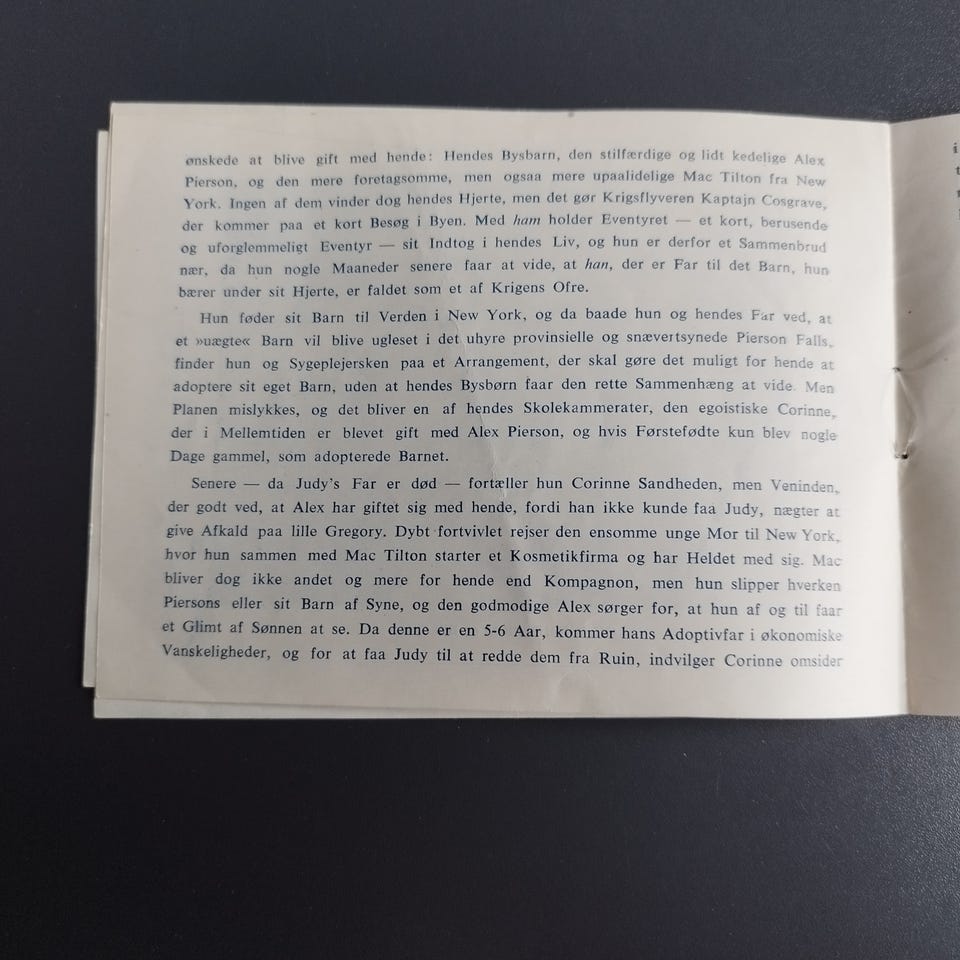 ønskede at blive gift med hende: Hendes Bysbarn, den stilfærdige og lidt kedelige Alex
Pierson, og den mere foretagsomme, men ogsaa mere upaalidelige Mac Tilton fra New
York. Ingen af dem vinder dog hendes Hjerte, men det gør Krigsflyveren Kaptajn Cosgrave,
der kommer paa et kort Besøg i Byen. Med ham holder Eventyret — et kort, berusende
og uforglemmeligt Eventyr — sit Indtog i hendes Liv, og hun er derfor et Sammenbrud
nær, da hun nogle Maaneder senere faar at vide, at han, der er Far til det Barn, hun
bærer under sit Hjerte, er faldet som et af Krigens Ofre.
Hun føder sit Barn til Verden i New York, og da baade hun og hendes Far ved, at
et »uægte« Barn vil blive ugleset i det uhyre provinsielle og snævertsynede Pierson Falls,
finder hun og Sygeplejersken paa et Arrangement, der skal gøre det muligt for hende at
adoptere sit eget Barn, uden at hendes Bysbørn faar den rette Sammenhæng at vide. Men
Planen mislykkes, og det bliver en af hendes Skolekammerater, den egoistiske Corinne,
der i Mellemtiden er blevet gift med Alex Pierson, og hvis Førstefødte kun blev nogle
Dage gammel, som adopterede Barnet.
Senere — da Judy's Far er død — fortæller hun Corinne Sandheden, men Veninden,
der godt ved, at Alex har giftet sig med hende, fordi han ikke kunde faa Judy, nægter at
give Afkald paa lille Gregory. Dybt fortvivlet rejser den ensomme unge Mor til New York,
hvor hun sammen med Mac Tilton starter et Kosmetikfirma og har Heldet med sig. Mac
bliver dog ikke andet og mere for hende end Kompagnon, men hun slipper hverken
Piersons eller sit Barn af Syne, og den godmodige Alex sørger for, at hun af og til faar
et Glimt af Sønnen at se. Da denne er en 5-6 Aar, kommer hans Adoptivfar i økonomiske
Vanskeligheder, og for at faa Judy til at redde dem fra Ruin, indvilger Corinne omsider